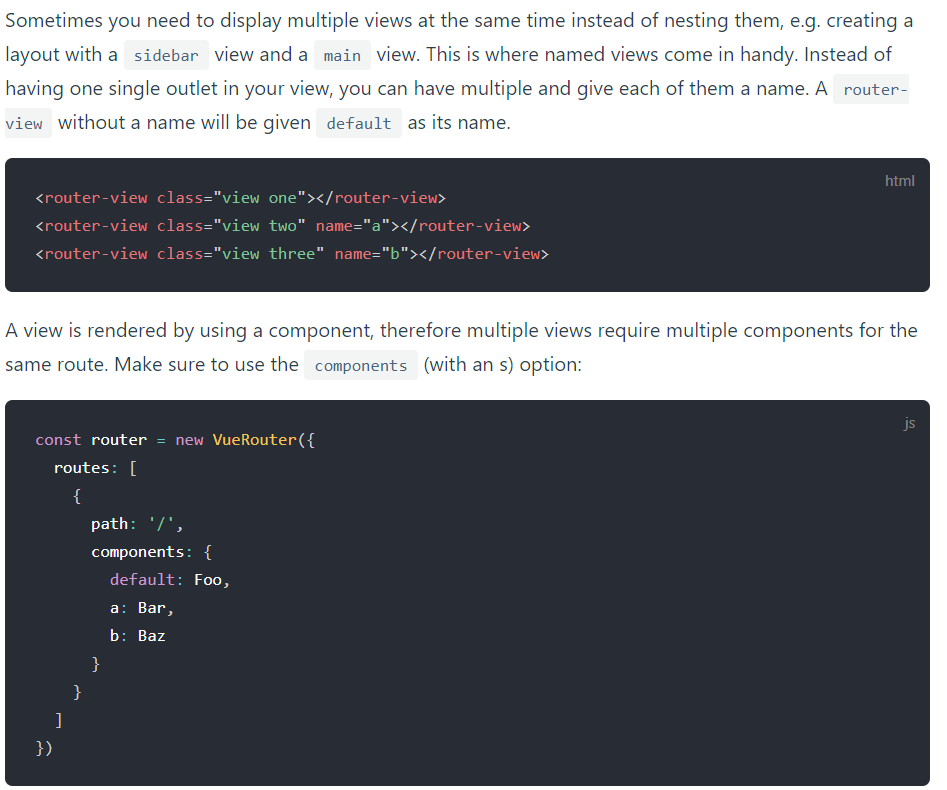 Sometimes you need to display multiple views at the same time instead of nesting them, e.g. creating a
layout with a sidebar view and a main view. This is where named views come in handy. Instead of
having one single outlet in your view, you can have multiple and give each of them a name. A router-
view without a name will be given default as its name.
html
<router-view class="view one"></router-view>
<router-view class="view two" name="a"></router-view>
<router-view class="view three" name="b"></router-view>
A view is rendered by using a component, therefore multiple views require multiple components for the
same route. Make sure to use the components (with an s) option:
js
const router = new VueRouter({
  routes: [
    {
      path: '/',
      components: {
        default: Foo,
        a: Bar,
        b: Baz
      }
    }
  ]
})